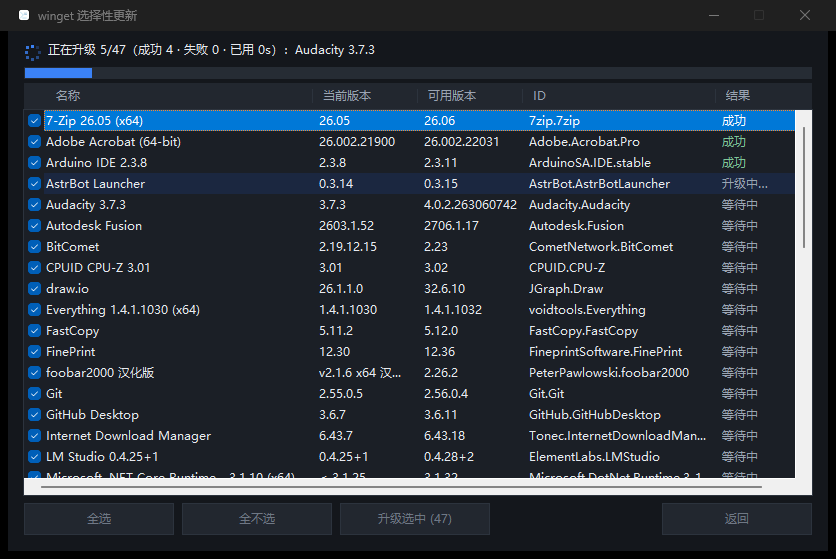 winget 选择性更新
正在升级 5/47（成功 4 · 失败 0 · 已用 0s）: Audacity 3.7.3
名称 当前版本 可用版本 ID 结果
7-Zip 26.05 (x64) 26.05 26.06 7zip.7zip 成功
Adobe Acrobat (64-bit) 26.002.21900 26.002.22031 Adobe.Acrobat.Pro 成功
Arduino IDE 2.3.8 2.3.8 2.3.11 ArduinoSA.IDE.stable 成功
AstrBot Launcher 0.3.14 0.3.15 AstrBot.AstrBotLauncher 升级中...
Audacity 3.7.3 3.7.3 4.0.2.263060742 Audacity.Audacity 等待中
Autodesk Fusion 2603.1.52 2706.1.17 Autodesk.Fusion 等待中
BitComet 2.19.12.15 2.23 CometNetwork.BitComet 等待中
CPUID CPU-Z 3.01 3.01 3.02 CPUID.CPU-Z 等待中
draw.io 26.1.1.0 32.6.10 JGraph.Draw 等待中
Everything 1.4.1.1030 (x64) 1.4.1.1030 1.4.1.1032 voidtools.Everything 等待中
FastCopy 5.11.2 5.12.0 FastCopy.FastCopy 等待中
FinePrint 12.30 12.36 FineprintSoftware.FinePrint 等待中
foobar2000 汉化版 v2.1.6 x64 汉... 2.26.2 PeterPawlowski.foobar2000 等待中
Git 2.55.0.5 2.56.0.4 Git.Git 等待中
GitHub Desktop 3.6.7 3.6.11 GitHub.GitHubDesktop 等待中
Internet Download Manager 6.43.7 6.43.18 Tonec.InternetDownloadMan... 等待中
LM Studio 0.4.25+1 0.4.25+1 0.4.28+2 ElementLabs.LMStudio 等待中
全选 全不选 升级选中 (47) 返回